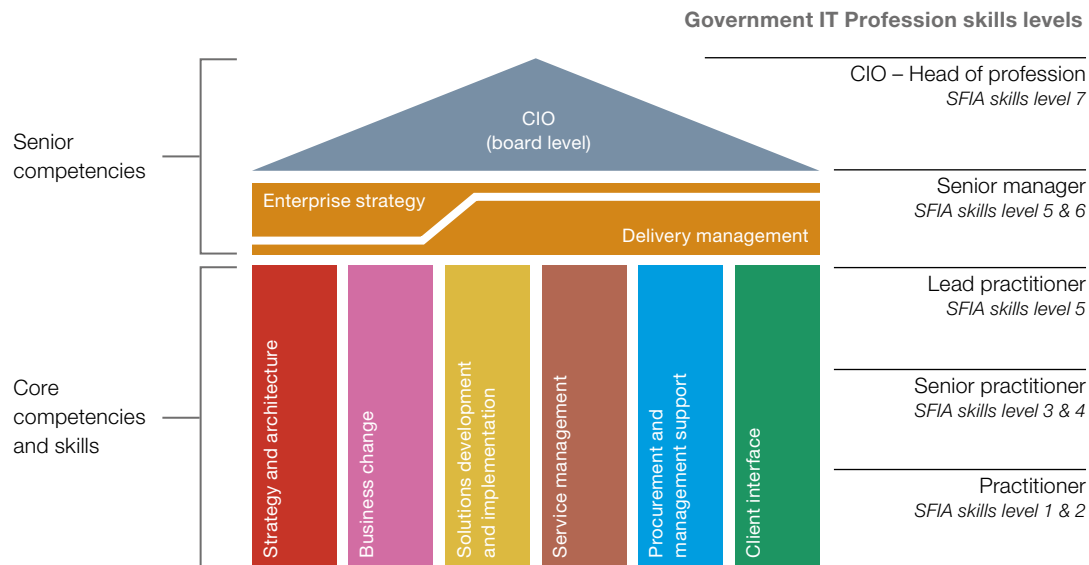 Government IT Profession skills levels
CIO – Head of profession
SFIA skills level 7
Senior
competencies
CIO
(board level)
Senior manager
SFIA skills level 5 & 6
Enterprise strategy
Delivery management
Lead practitioner
SFIA skills level 5
Core
competencies
and skills
Senior practitioner
SFIA skills level 3 & 4
Practitioner
SFIA skills level 1 & 2
Strategy and architecture
Business change
Solutions development
and implementation
Service management
Procurement and
management support
Client interface